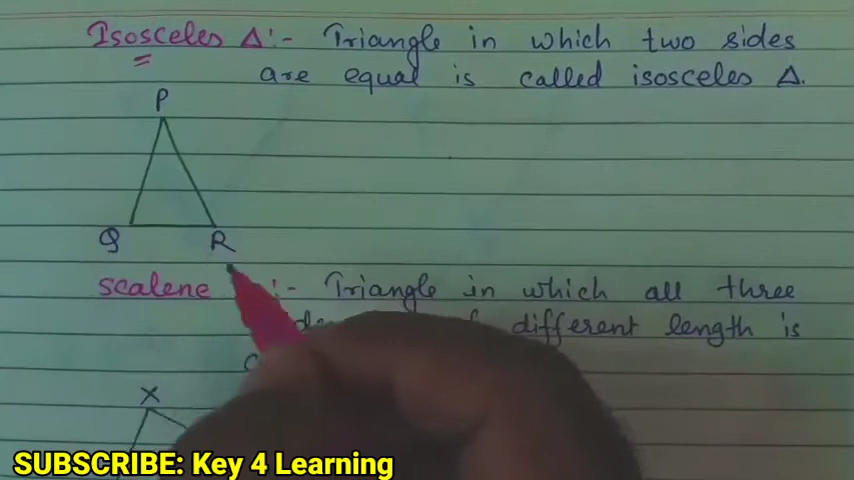 Isosceles Δ:- Triangle in which two sides
are equal is called isosceles Δ.
P
Q R
scalene :- Triangle in which all three
different length is
X
SUBSCRIBE: Key 4 Learning